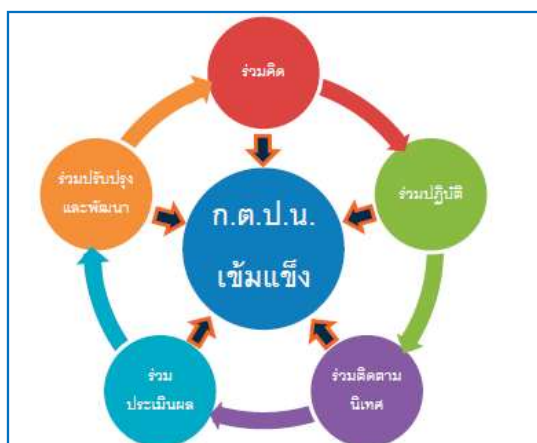 ร่วมคิด
ร่วมปฏิบัติ
ร่วมติดตาม
นิเทศ
ร่วม
ประเมินผล
ร่วมปรับปรุง
และพัฒนา
ก.ต.ป.น.
เข้มแข็ง